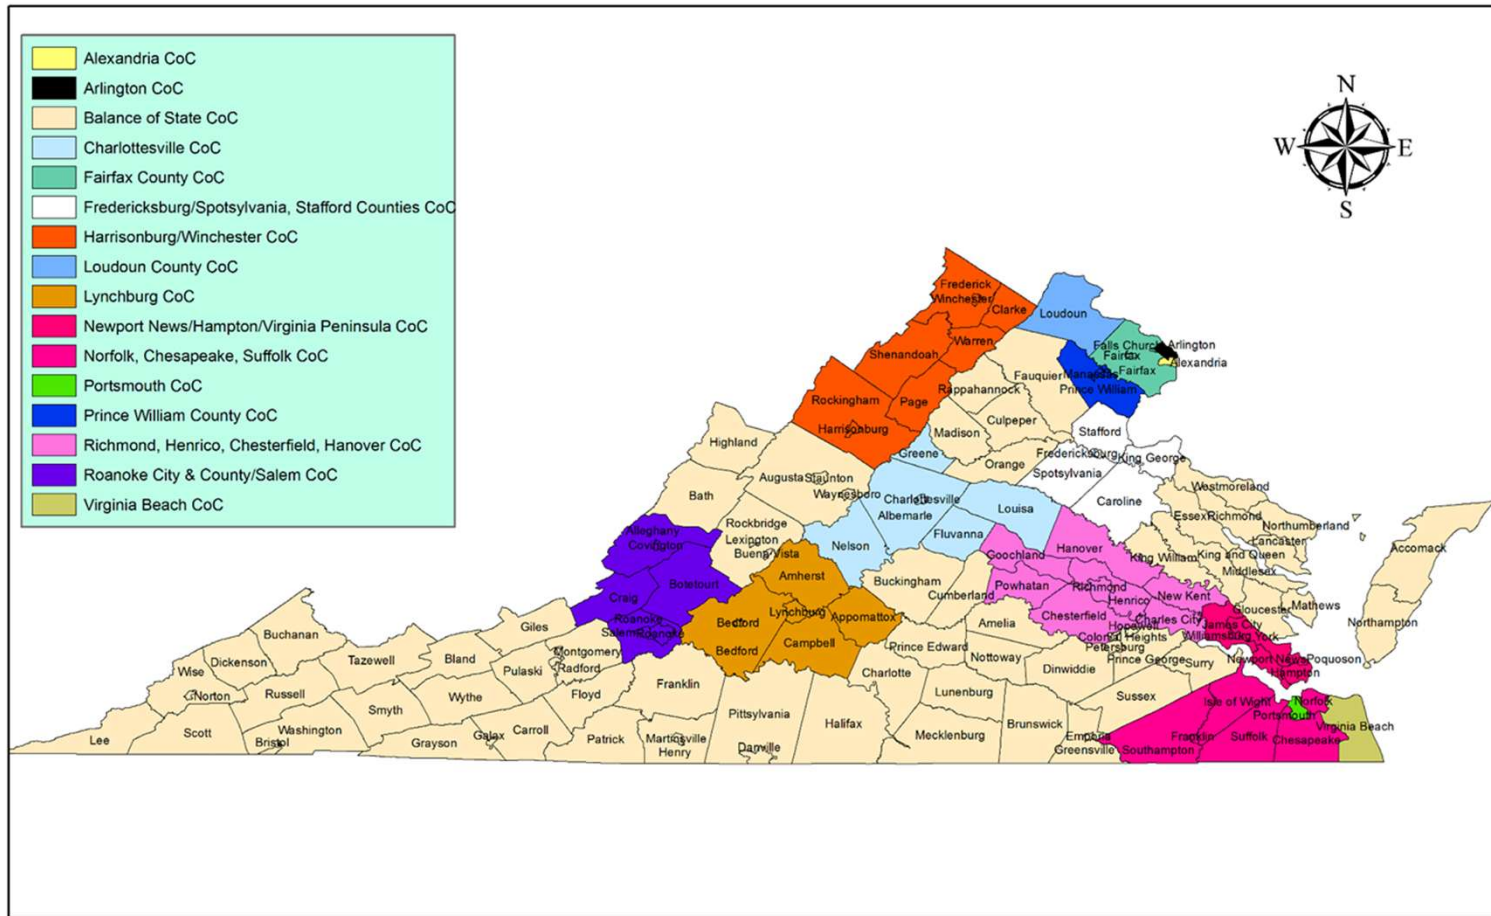 Alexandria CoC
Arlington CoC
Balance of State CoC
Charlottesville CoC
Fairfax County CoC
Fredericksburg/Spotsylvania, Stafford Counties CoC
Harrisonburg/Winchester CoC
Loudoun County CoC
Lynchburg CoC
Newport News/Hampton/Virginia Peninsula CoC
Norfolk, Chesapeake, Suffolk CoC
Portsmouth CoC
Prince William County CoC
Richmond, Henrico, Chesterfield, Hanover CoC
Roanoke City & County/Salem CoC
Virginia Beach CoC
N
W
E
S
Frederick
Winchester
Clarke
Loudoun
Warren
Shenandoah
Falls Church
Arlington
Fairfax
Alexandria
Fairfax
Fauquier
Prince William
Rappahannock
Page
Rockingham
Harrisonburg
Culpeper
Madison
Stafford
Highland
Greene
Orange
Fredericksburg
King George
Spotsylvania
Augusta
Staunton
Waynesboro
Bath
Charlottesville
Albemarle
Louisa
Caroline
Westmoreland
Essex
Richmond
Northumberland
Lancaster
Accomack
Rockbridge
Lexington
Buena Vista
Nelson
Fluvanna
Goochland
Hanover
King William
King and Queen
Middlesex
Alleghany
Covington
Botetourt
Craig
Amherst
Buckingham
Cumberland
Powhatan
Richmond
Henrico
New Kent
Gloucester
Mathews
Northampton
Roanoke
Salem
Roanoke
Bedford
Bedford
Lynchburg
Appomattox
Campbell
Chesterfield
Charles City
James City
Williamsburg
York
Hopewell
Petersburg
Prince George
Surry
Newport News
Poquoson
Hampton
Amelia
Prince Edward
Nottoway
Dinwiddie
Giles
Buchanan
Dickenson
Wise
Norton
Tazewell
Bland
Pulaski
Montgomery
Radford
Floyd
Franklin
Charlotte
Lunenburg
Sussex
Isle of Wight
Norfolk
Portsmouth
Virginia Beach
Lee
Scott
Russell
Washington
Bristol
Smyth
Wythe
Grayson
Galax
Carroll
Patrick
Martinsville
Henry
Pittsylvania
Danville
Halifax
Mecklenburg
Brunswick
Greensville
Southampton
Franklin
Suffolk
Chesapeake